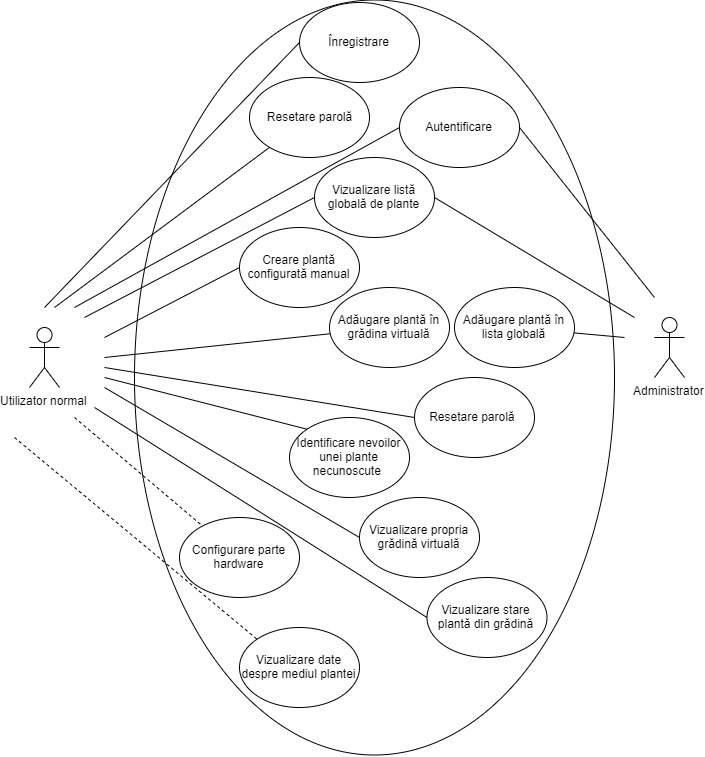 Înregistrare
Resetare parolă
Autentificare
Vizualizare listă
globală de plante
Creare plantă
configurată manual
Adăugare plantă în
grădina virtuală
Adăugare plantă în
lista globală
Utilizator normal
Administrator
Resetare parolă
Identificare nevoilor
unei plante
necunoscute
Vizualizare propria
grădină virtuală
Configurare parte
hardware
Vizualizare stare
plantă din grădină
Vizualizare date
despre mediul plantei